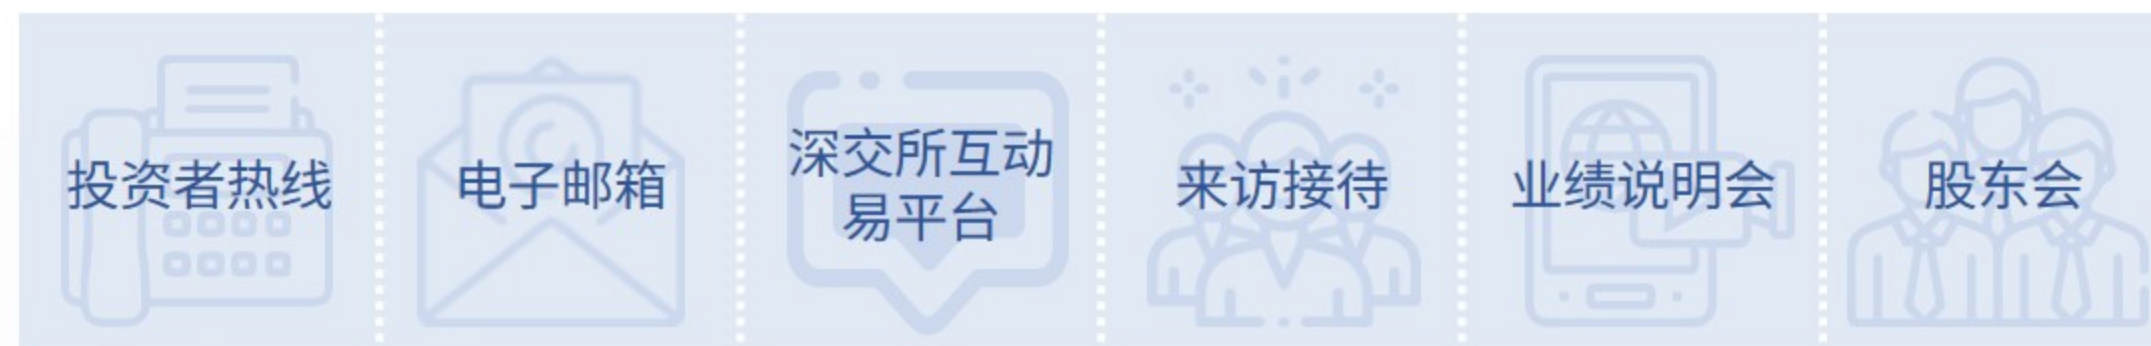 投资者热线
电子邮箱
深交所互动
易平台
来访接待
业绩说明会
股东会